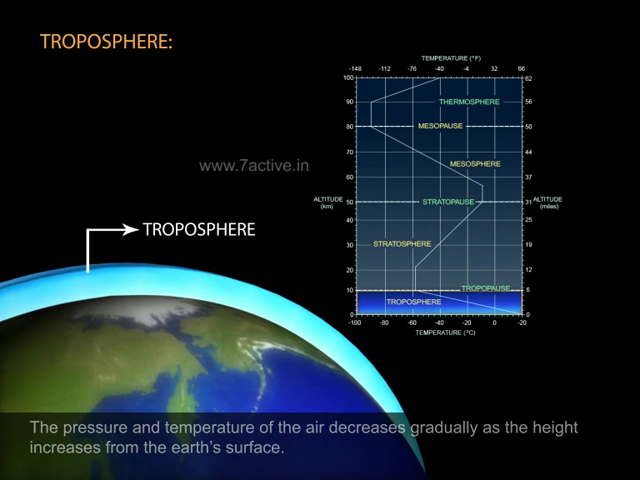 TROPOSPHERE:
TEMPERATURE (°F)
-148 -112 -76 -40 -4 32 66
100 62
90 THERMOSPHERE 56
80 MESOPAUSE 50
www.7active.in
70 44
MESOSPHERE
60 37
ALTITUDE (km) 50 STRATOPAUSE 31 ALTITUDE (miles)
40 25
TROPOSPHERE
30 STRATOSPHERE 19
20 12
10 TROPOPAUSE 6
TROPOSPHERE
0 0
-100 -80 -60 -40 -20 0 -20
TEMPERATURE (°C)
The pressure and temperature of the air decreases gradually as the height
increases from the earth's surface.